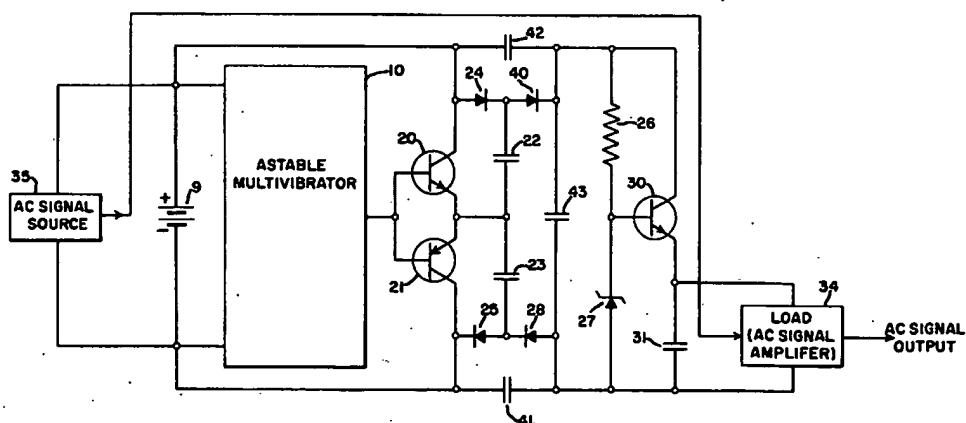 42
10
24
40
35
AC SIGNAL
SOURCE
+
9
-
ASTABLE
MULTIVIBRATOR
20
22
26
30
43
21
23
27
34
LOAD
(AC SIGNAL
AMPLIFER)
AC SIGNAL
OUTPUT
25
28
31
41